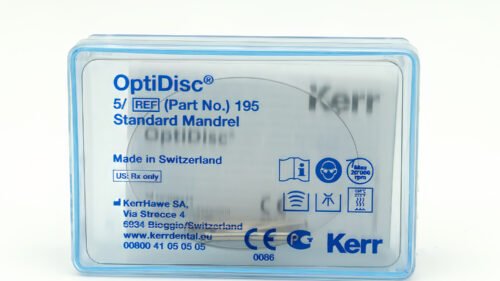 OptiDisc®
5/ REF (Part No.) 195
Standard Mandrel
Kerr
OptiDisc®
Made in Switzerland
US: Rx only
KerrHawe SA,
Via Strecce 4
6934 Bioggio/Switzerland
www.kerrdental.eu
00800 41 05 05 05
Max
20'000
rpm
CE
0086
Kerr